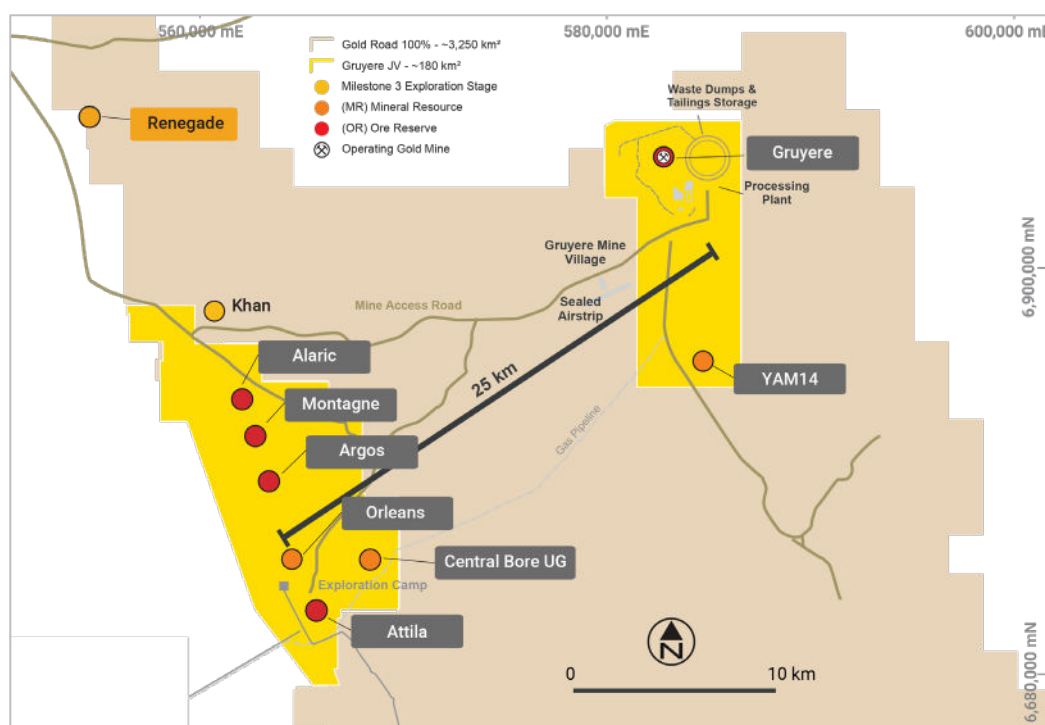 560,000 mE
580,000 mE
600,000 mE
Gold Road 100% - ~3,250 km²
Gruyere JV - ~180 km²
Milestone 3 Exploration Stage
(MR) Mineral Resource
(OR) Ore Reserve
Operating Gold Mine
Waste Dumps &
Tailings Storage
Renegade
Gruyere
Processing
Plant
Gruyere Mine
Village
6,900,000 mN
Sealed
Airstrip
Khan
Mine Access Road
Alaric
YAM14
25 km
Montagne
Gas Pipeline
Argos
Orleans
Central Bore UG
Exploration Camp
Attila
N
0
10 km
6,680,000 mN